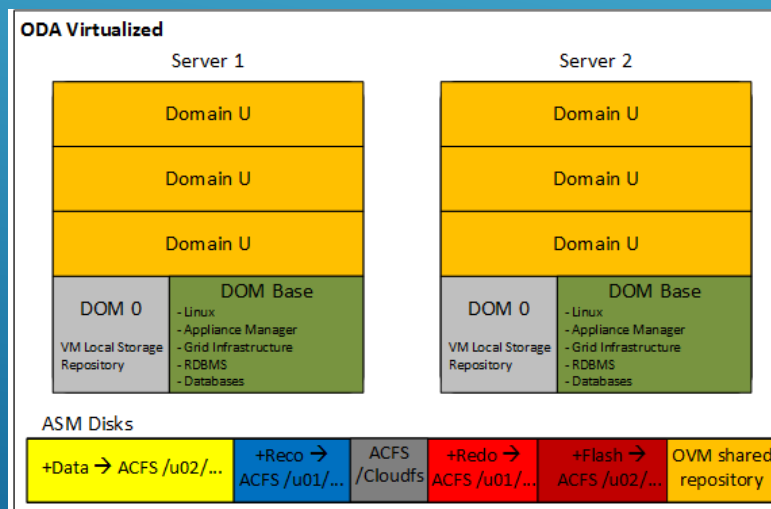 ODA Virtualized
Server 1
Domain U
Domain U
Domain U
DOM 0
VM Local Storage
Repository
DOM Base
- Linux
- Appliance Manager
- Grid Infrastructure
- RDBMS
- Databases
Server 2
Domain U
Domain U
Domain U
DOM 0
VM Local Storage
Repository
DOM Base
- Linux
- Appliance Manager
- Grid Infrastructure
- RDBMS
- Databases
ASM Disks
+Data → ACFS /u02/...
+Reco →
ACFS /u01/...
ACFS
/Cloudfs
+Redo →
ACFS /u01/...
+Flash →
ACFS /u02/...
OVM shared
repository